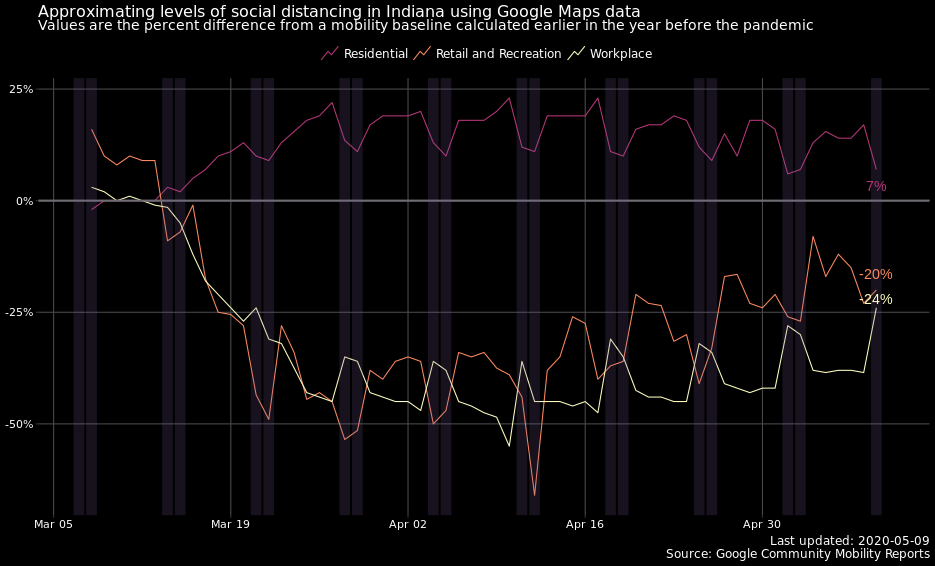 Approximating levels of social distancing in Indiana using Google Maps data
Values are the percent difference from a mobility baseline calculated earlier in the year before the pandemic
Residential Retail and Recreation Workplace
25%
0%
-25%
-50%
7%
-20%
-24%
Mar 05 Mar 19 Apr 02 Apr 16 Apr 30
Last updated: 2020-05-09
Source: Google Community Mobility Reports